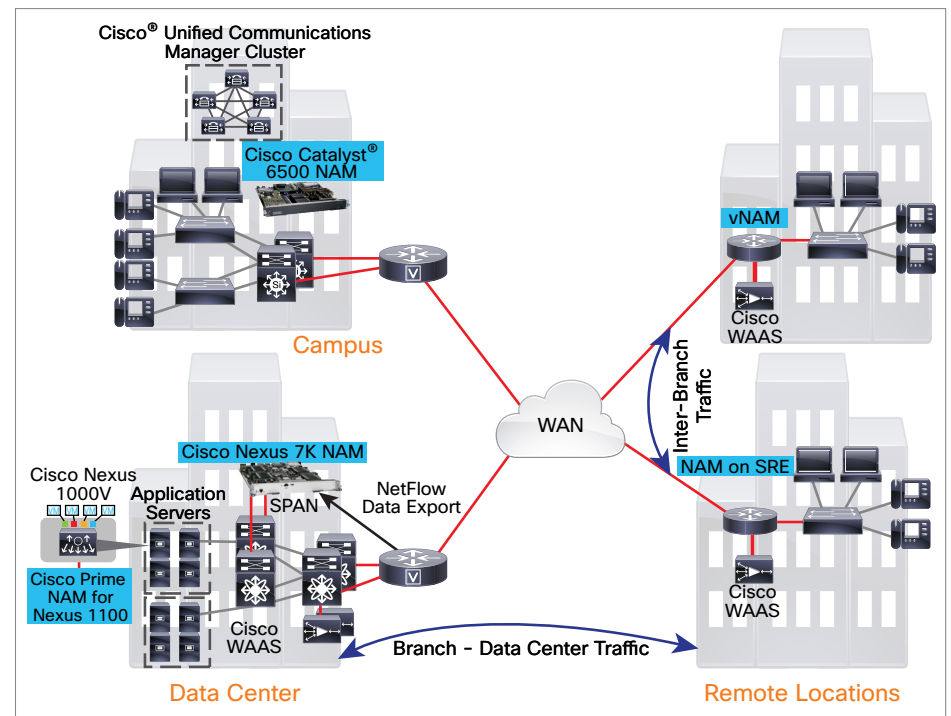 Cisco® Unified Communications
Manager Cluster
Cisco Catalyst®
6500 NAM
Si
V
Campus
vNAM
Cisco
WAAS
WAN
Inter-Branch
Traffic
Cisco Nexus 7K NAM
Cisco Nexus
1000V
Application
Servers
SPAN
NetFlow
Data Export
V
Cisco Prime
NAM for
Nexus 1100
Cisco
WAAS
Data Center
Branch - Data Center Traffic
NAM on SRE
Cisco
WAAS
Remote Locations